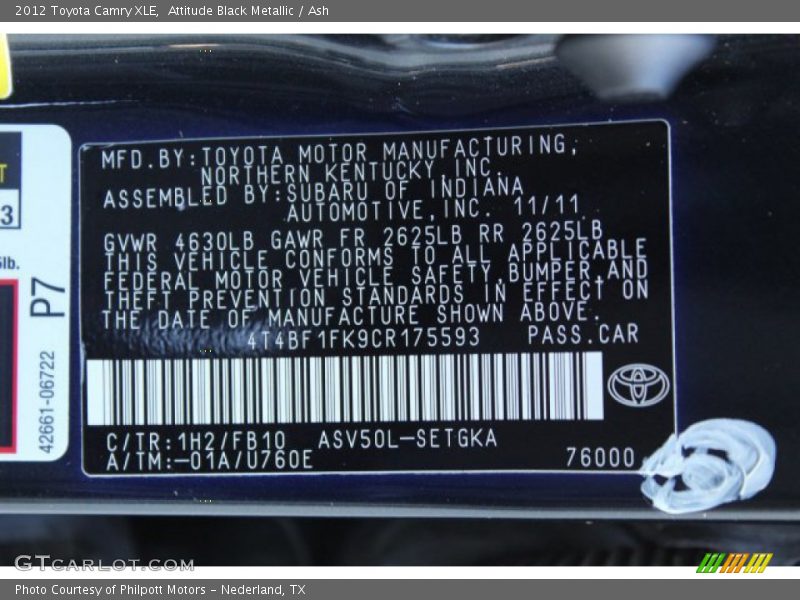 2012 Toyota Camry XLE, Attitude Black Metallic / Ash
MFD.BY:TOYOTA MOTOR MANUFACTURING,
NORTHERN KENTUCKY,INC.
ASSEMBLED BY:SUBARU OF INDIANA
AUTOMOTIVE,INC. 11/11
GVWR 4630LB GAWR FR 2625LB RR 2625LB
THIS VEHICLE CONFORMS TO ALL APPLICABLE
FEDERAL MOTOR VEHICLE SAFETY,BUMPER,AND
THEFT PREVENTION STANDARDS IN EFFECT ON
THE DATE OF MANUFACTURE SHOWN ABOVE.
4T4BF1FK9CR175593 PASS.CAR
C/TR:1H2/FB10 ASV50L-SETGKA
A/TM:-01A/U760E 76000
T
3
lb.
P7
42661-06722
GTCARLOT.COM
Photo Courtesy of Philpott Motors - Nederland, TX